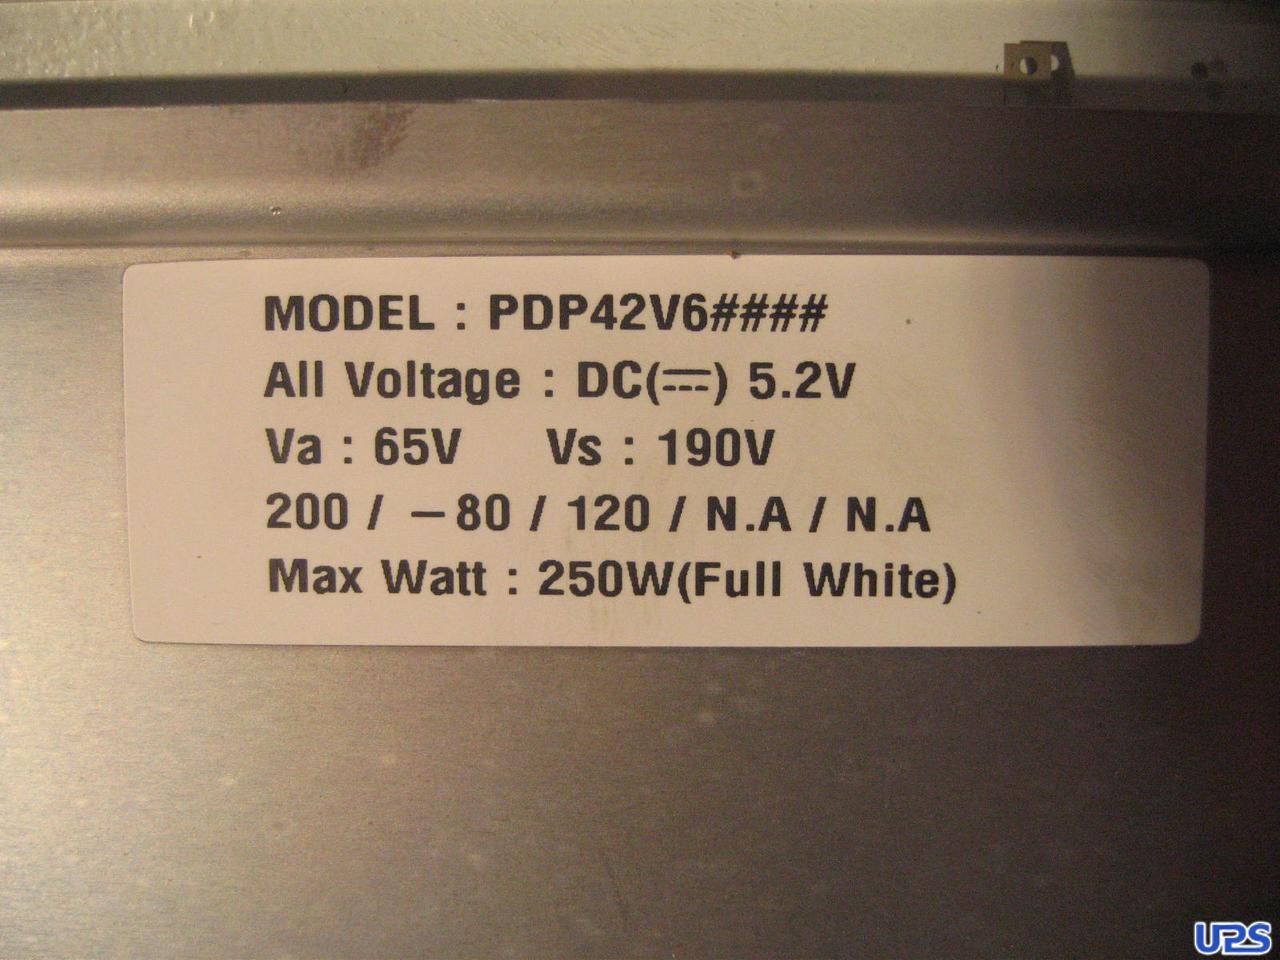 MODEL : PDP42V6####
All Voltage : DC(⎓) 5.2V
Va : 65V Vs : 190V
200 / –80 / 120 / N.A / N.A
Max Watt : 250W(Full White)
UPS